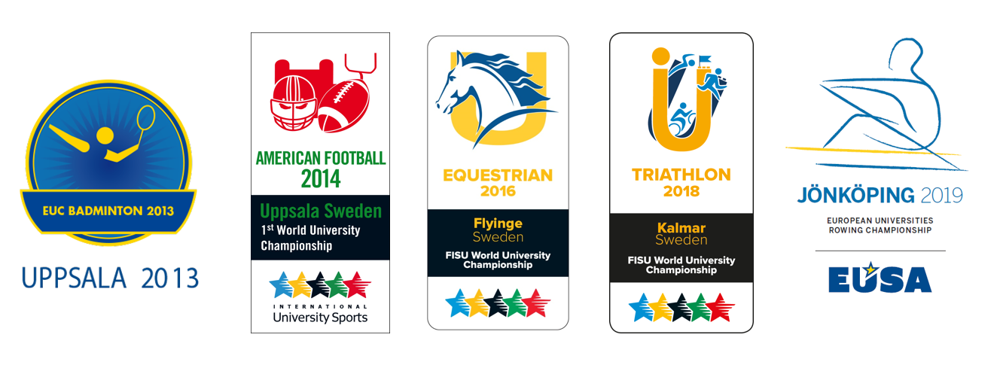 EUC BADMINTON 2013
UPPSALA 2013
AMERICAN FOOTBALL
2014
Uppsala Sweden
1st World University
Championship
INTERNATIONAL
University Sports
EQUESTRIAN
2016
Flyinge
Sweden
FISU World University
Championship
TRIATHLON
2018
Kalmar
Sweden
FISU World University
Championship
JÖNKÖPING 2019
EUROPEAN UNIVERSITIES
ROWING CHAMPIONSHIP
EUSA